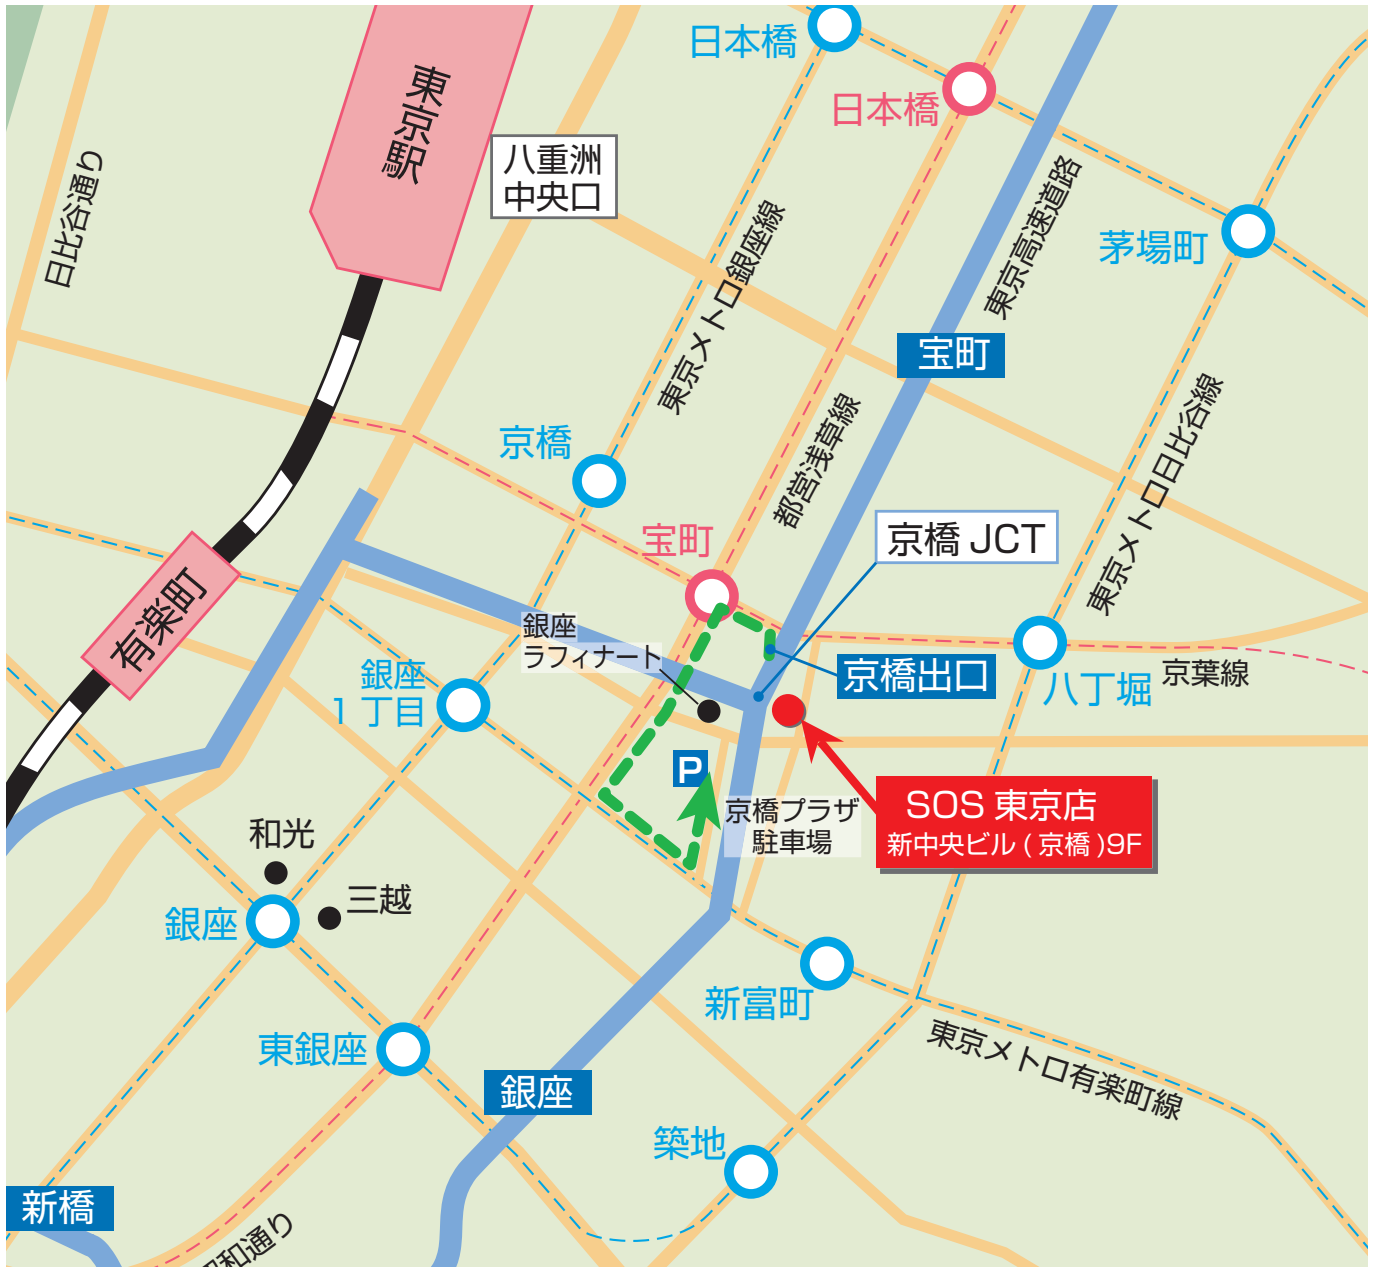 日本橋
日本橋
東京駅
八重洲
中央口
日比谷通り
東京メトロ銀座線
東京高速道路
茅場町
宝町
京橋
都営浅草線
東京メトロ日比谷線
宝町
京橋 JCT
有楽町
銀座
ラフィナート
京橋出口
八丁堀
京葉線
銀座
1 丁目
P
京橋プラザ
駐車場
SOS 東京店
新中央ビル ( 京橋 )9F
和光
三越
銀座
新富町
東銀座
東京メトロ有楽町線
銀座
築地
新橋
和通り